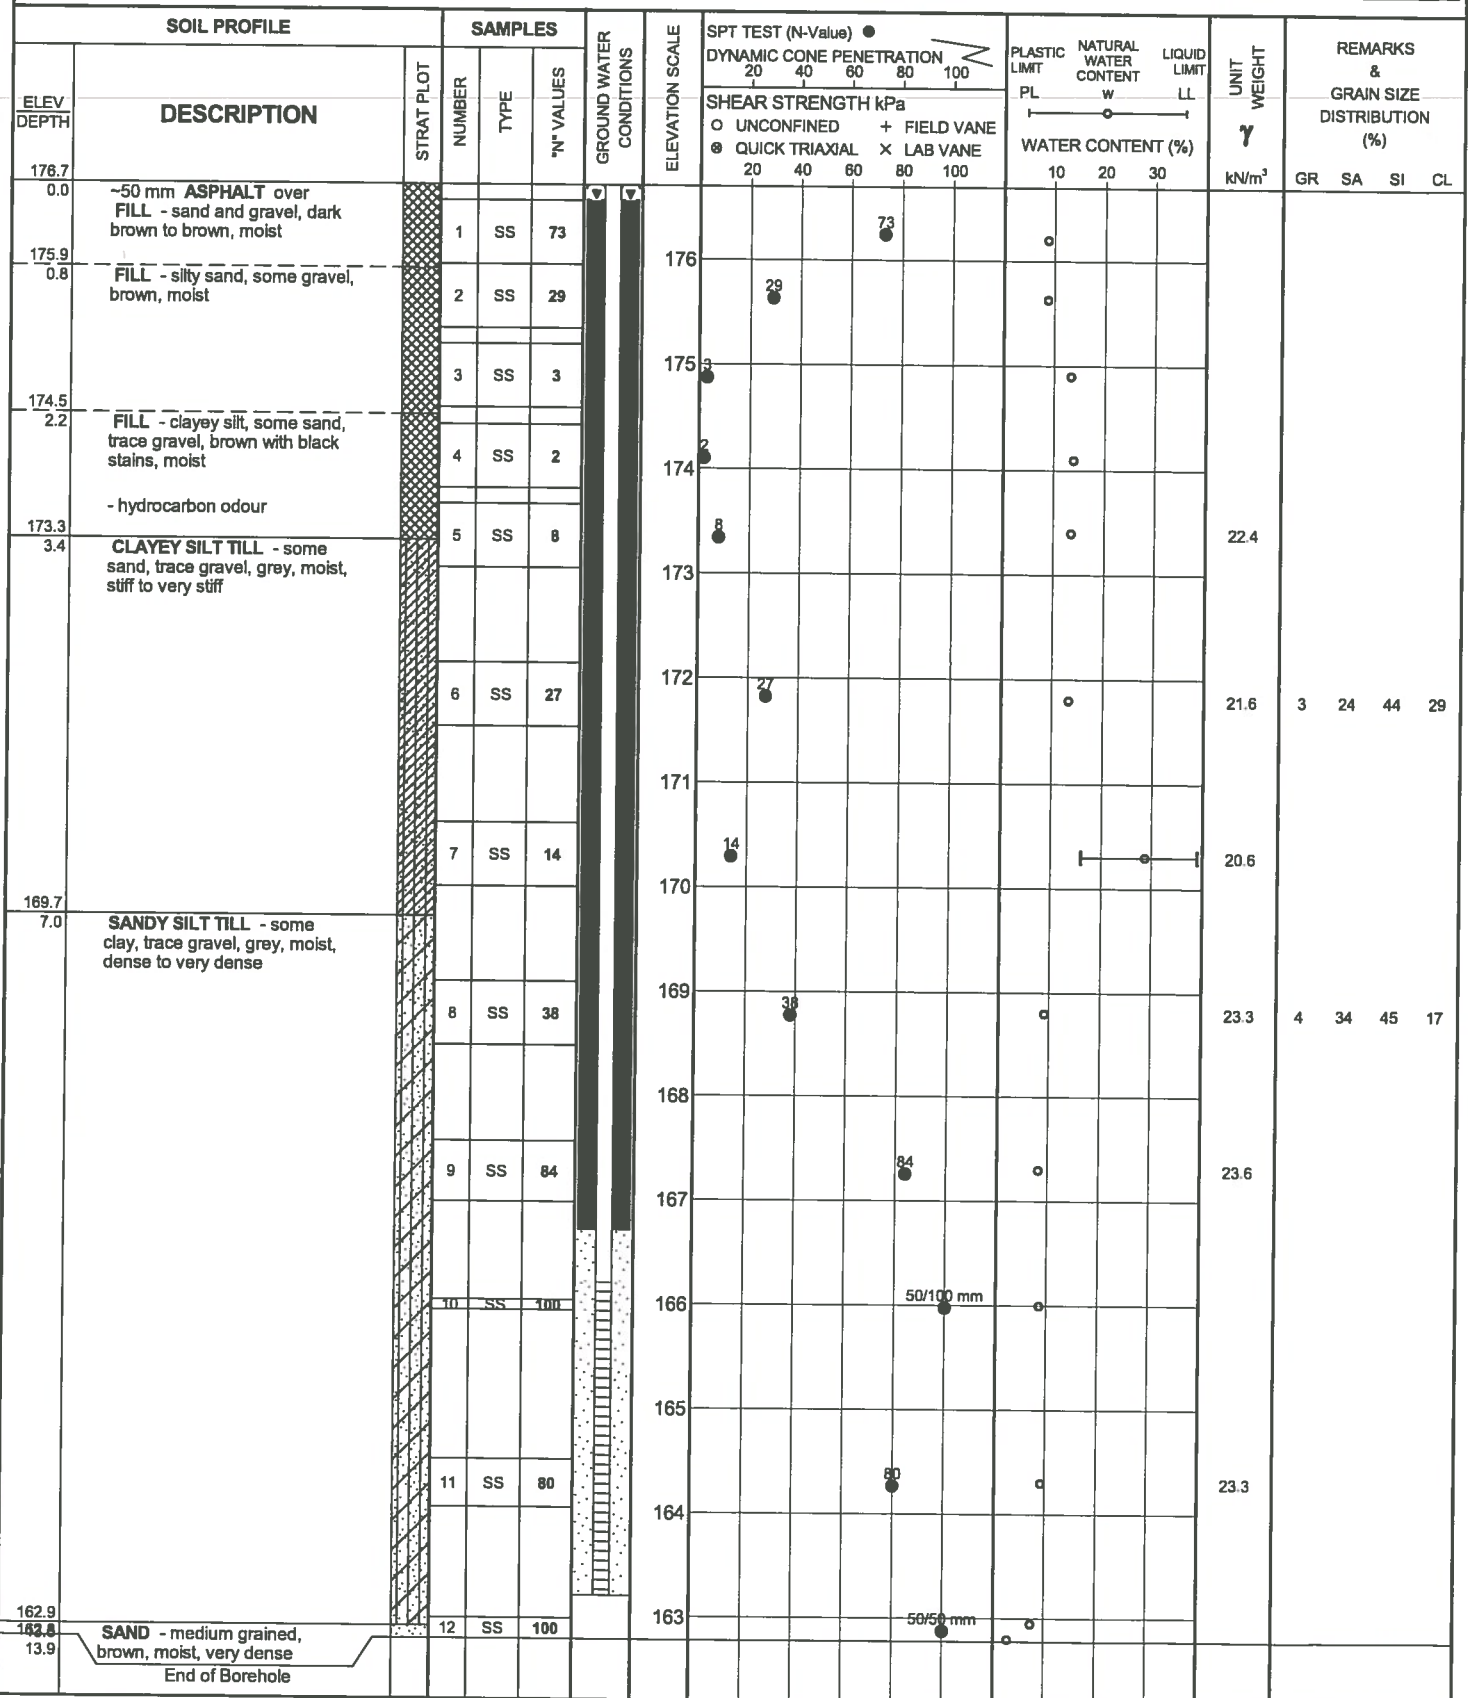 SOIL PROFILE
SAMPLES
ELEV
DEPTH
DESCRIPTION
STRAT PLOT
NUMBER
TYPE
"N" VALUES
GROUND WATER
CONDITIONS
ELEVATION SCALE
SPT TEST (N-Value) ●
DYNAMIC CONE PENETRATION
20 40 60 80 100
SHEAR STRENGTH kPa
O UNCONFINED + FIELD VANE
⊗ QUICK TRIAXIAL × LAB VANE
20 40 60 80 100
PLASTIC LIMIT
NATURAL WATER CONTENT
LIQUID LIMIT
PL w LL
WATER CONTENT (%)
10 20 30
UNIT WEIGHT
γ
kN/m³
REMARKS
&
GRAIN SIZE
DISTRIBUTION
(%)
GR SA SI CL
176.7
0.0
~50 mm ASPHALT over
FILL - sand and gravel, dark
brown to brown, moist
1 SS 73
73
176
175.9
0.8
FILL - silty sand, some gravel,
brown, moist
2 SS 29
29
175
3 SS 3
3
174.5
2.2
FILL - clayey silt, some sand,
trace gravel, brown with black
stains, moist
4 SS 2
2
174
- hydrocarbon odour
173.3
3.4
5 SS 8
8
22.4
CLAYEY SILT TILL - some
sand, trace gravel, grey, moist,
stiff to very stiff
173
172
6 SS 27
27
21.6 3 24 44 29
171
7 SS 14
14
20.6
170
169.7
7.0
SANDY SILT TILL - some
clay, trace gravel, grey, moist,
dense to very dense
169
8 SS 38
38
23.3 4 34 45 17
168
9 SS 84
84
23.6
167
10 SS 100
50/100 mm
166
165
11 SS 80
80
23.3
164
162.9
163
12 SS 100
50/50 mm
SAND - medium grained,
brown, moist, very dense
13.9
End of Borehole